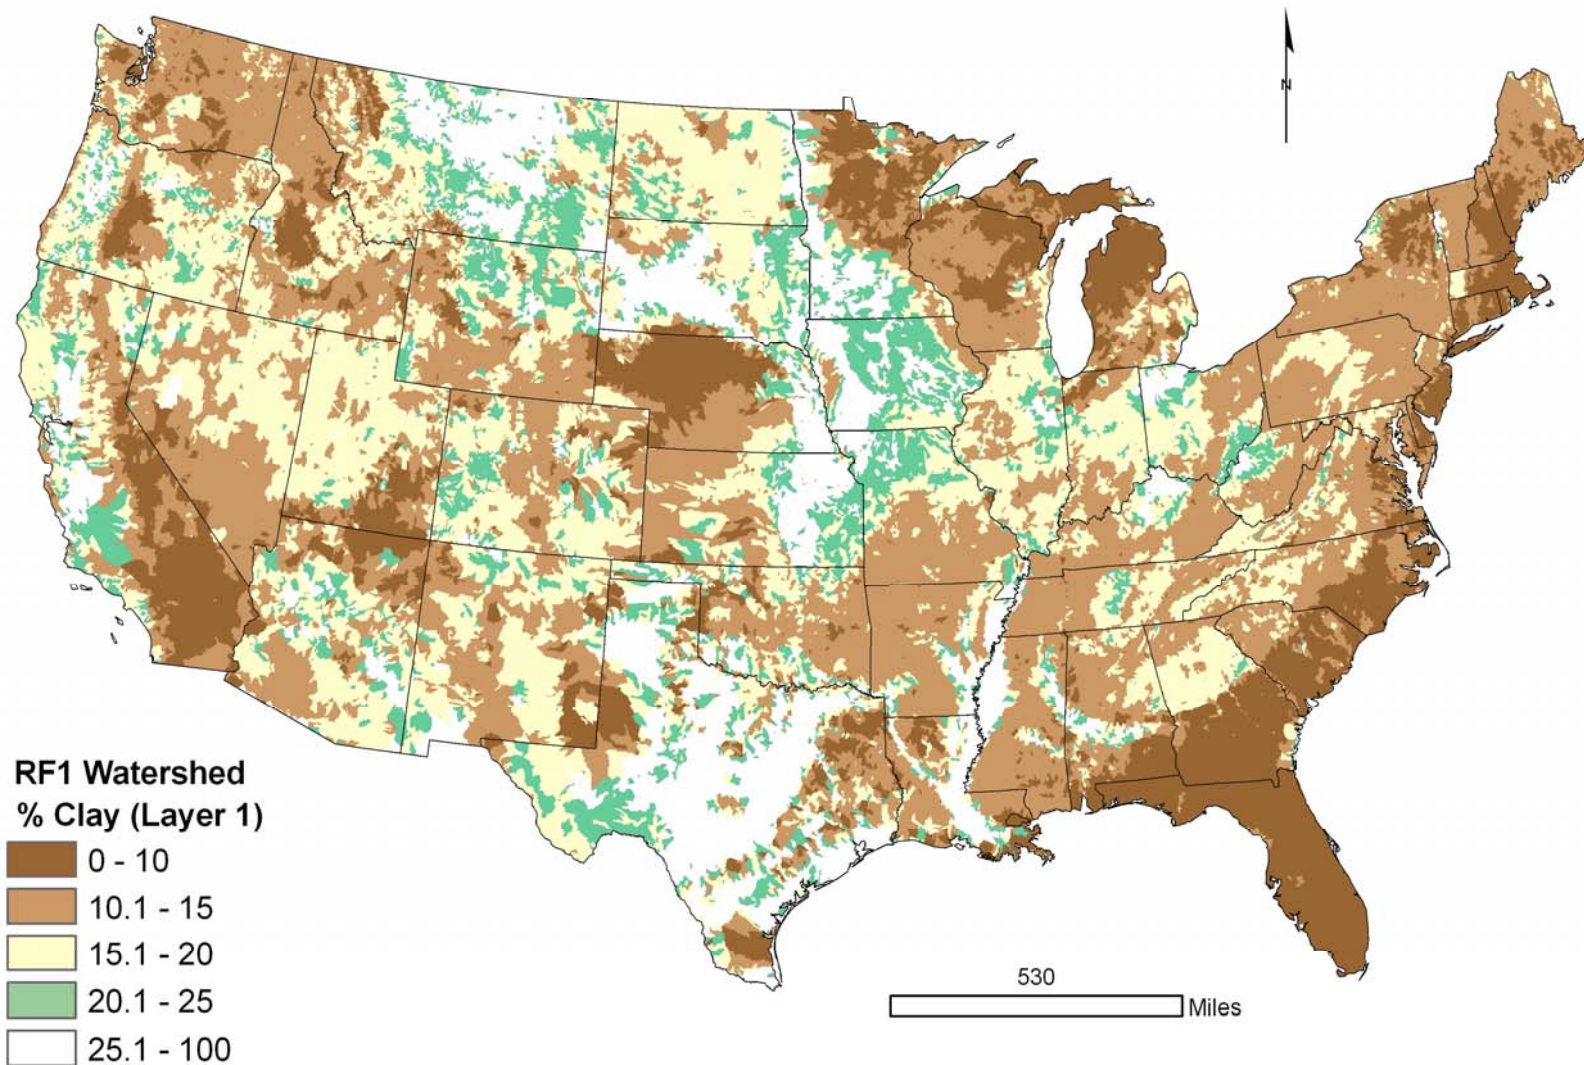 N
RF1 Watershed
% Clay (Layer 1)
0 - 10
10.1 - 15
15.1 - 20
20.1 - 25
25.1 - 100
530
Miles